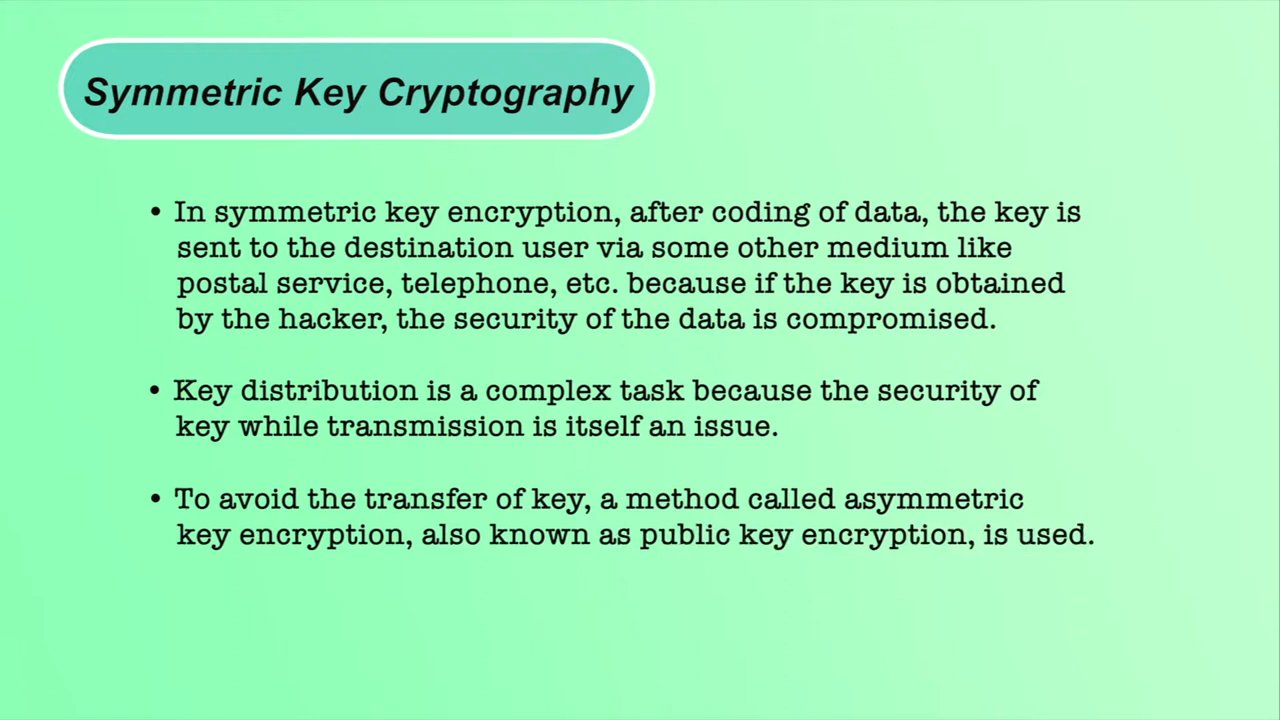 Symmetric Key Cryptography
• In symmetric key encryption, after coding of data, the key is
sent to the destination user via some other medium like
postal service, telephone, etc. because if the key is obtained
by the hacker, the security of the data is compromised.
• Key distribution is a complex task because the security of
key while transmission is itself an issue.
• To avoid the transfer of key, a method called asymmetric
key encryption, also known as public key encryption, is used.